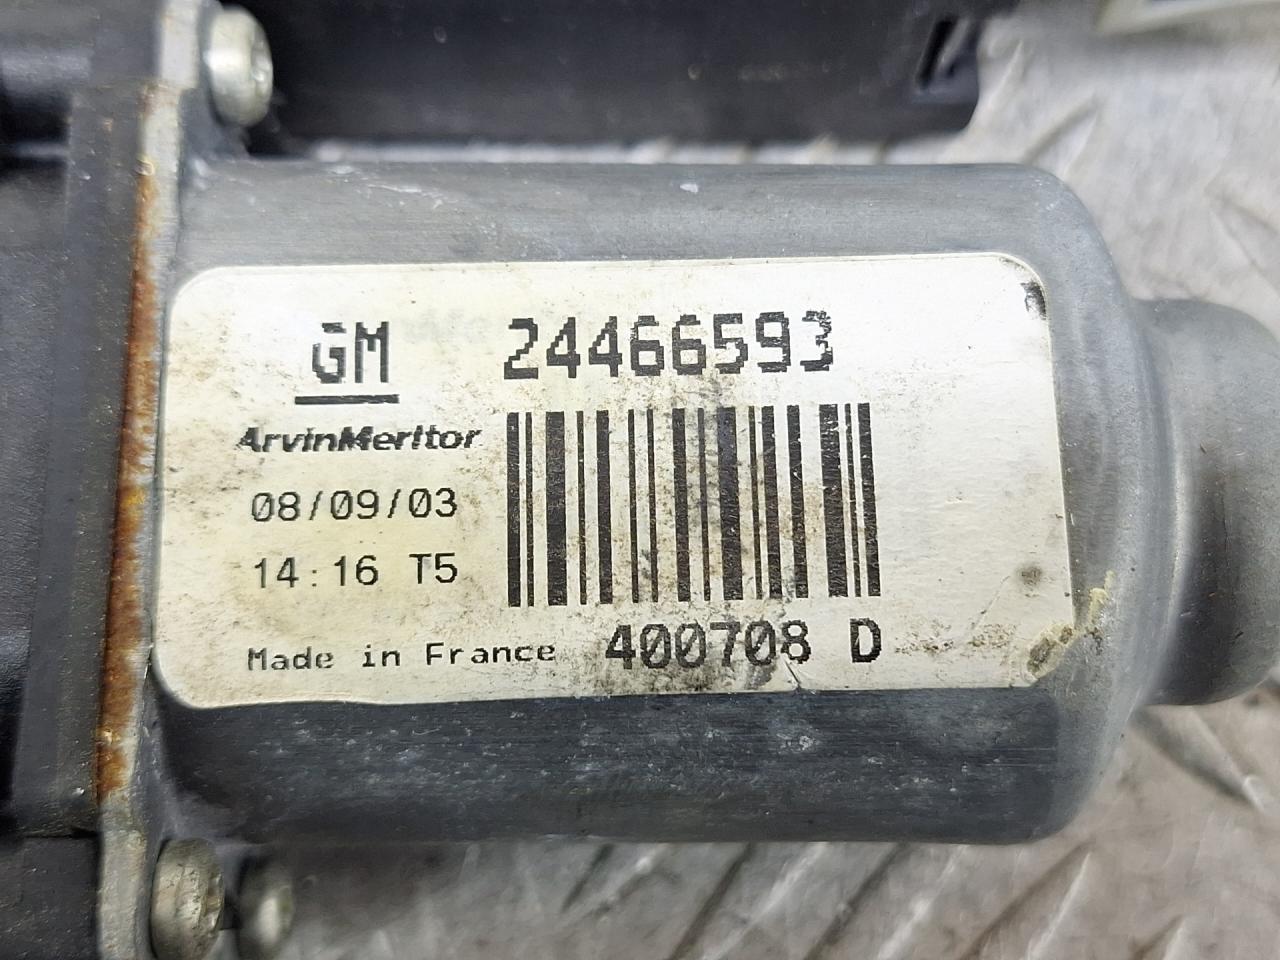 GM 24466593
ArvinMeritor
08/09/03
14:16 T5
Made in France 400708 D